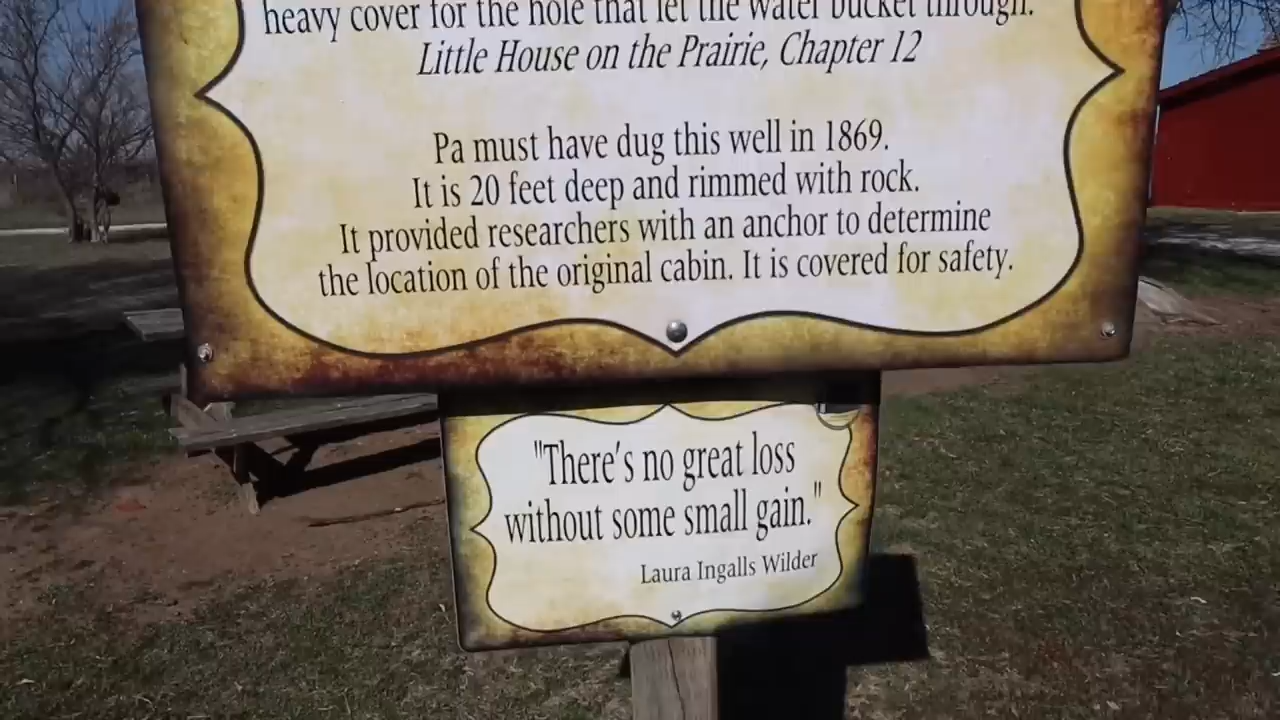 heavy cover for the hole that let the water bucket through.
Little House on the Prairie, Chapter 12
Pa must have dug this well in 1869.
It is 20 feet deep and rimmed with rock.
It provided researchers with an anchor to determine
the location of the original cabin. It is covered for safety.
"There's no great loss
without some small gain."
Laura Ingalls Wilder